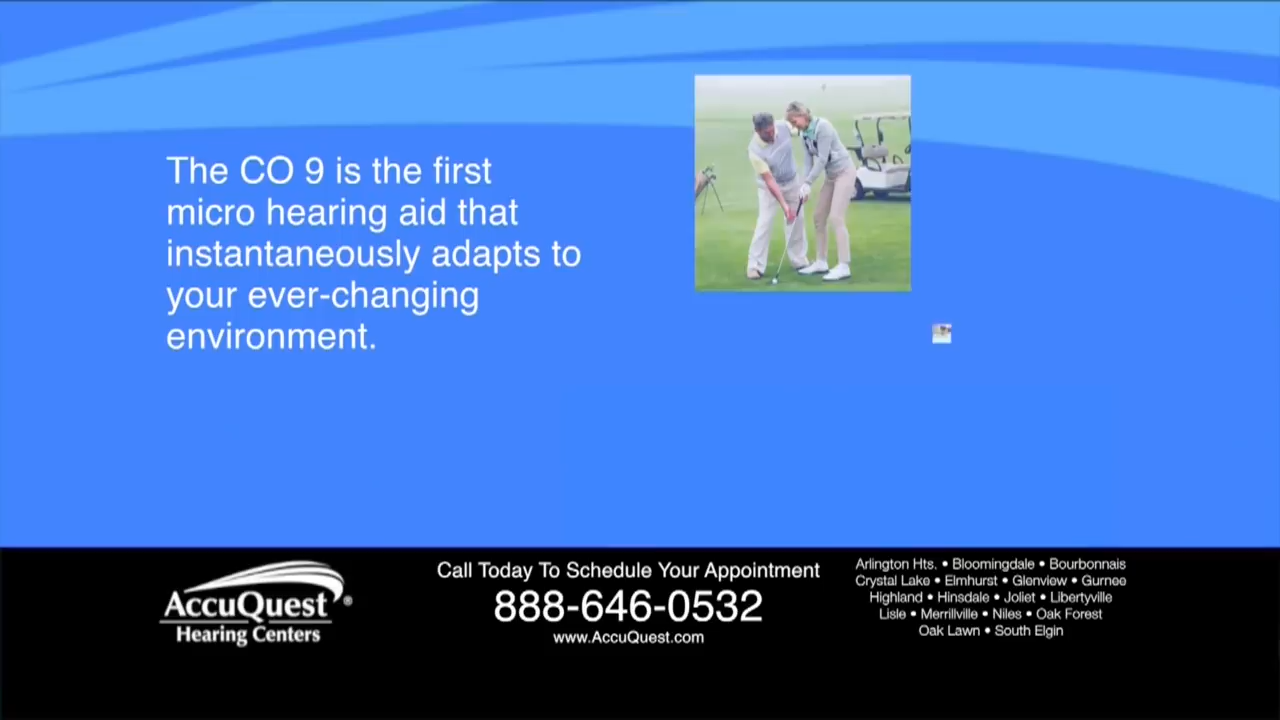 The CO 9 is the first
micro hearing aid that
instantaneously adapts to
your ever-changing
environment.
AccuQuest®
Hearing Centers
Call Today To Schedule Your Appointment
888-646-0532
www.AccuQuest.com
Arlington Hts. • Bloomingdale • Bourbonnais
Crystal Lake • Elmhurst • Glenview • Gurnee
Highland • Hinsdale • Joliet • Libertyville
Lisle • Merrillville • Niles • Oak Forest
Oak Lawn • South Elgin